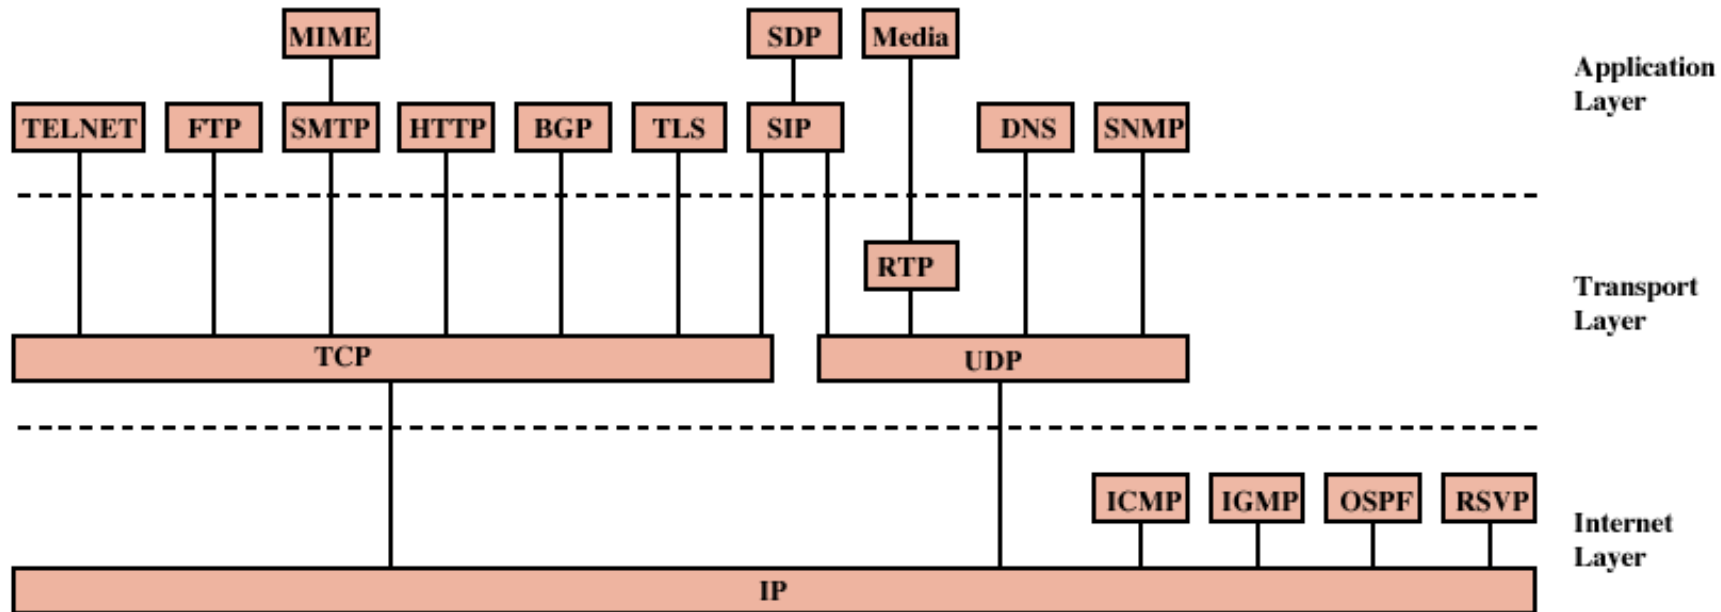 MIME
SDP
Media
Application
Layer
TELNET
FTP
SMTP
HTTP
BGP
TLS
SIP
DNS
SNMP
RTP
Transport
Layer
TCP
UDP
ICMP
IGMP
OSPF
RSVP
Internet
Layer
IP